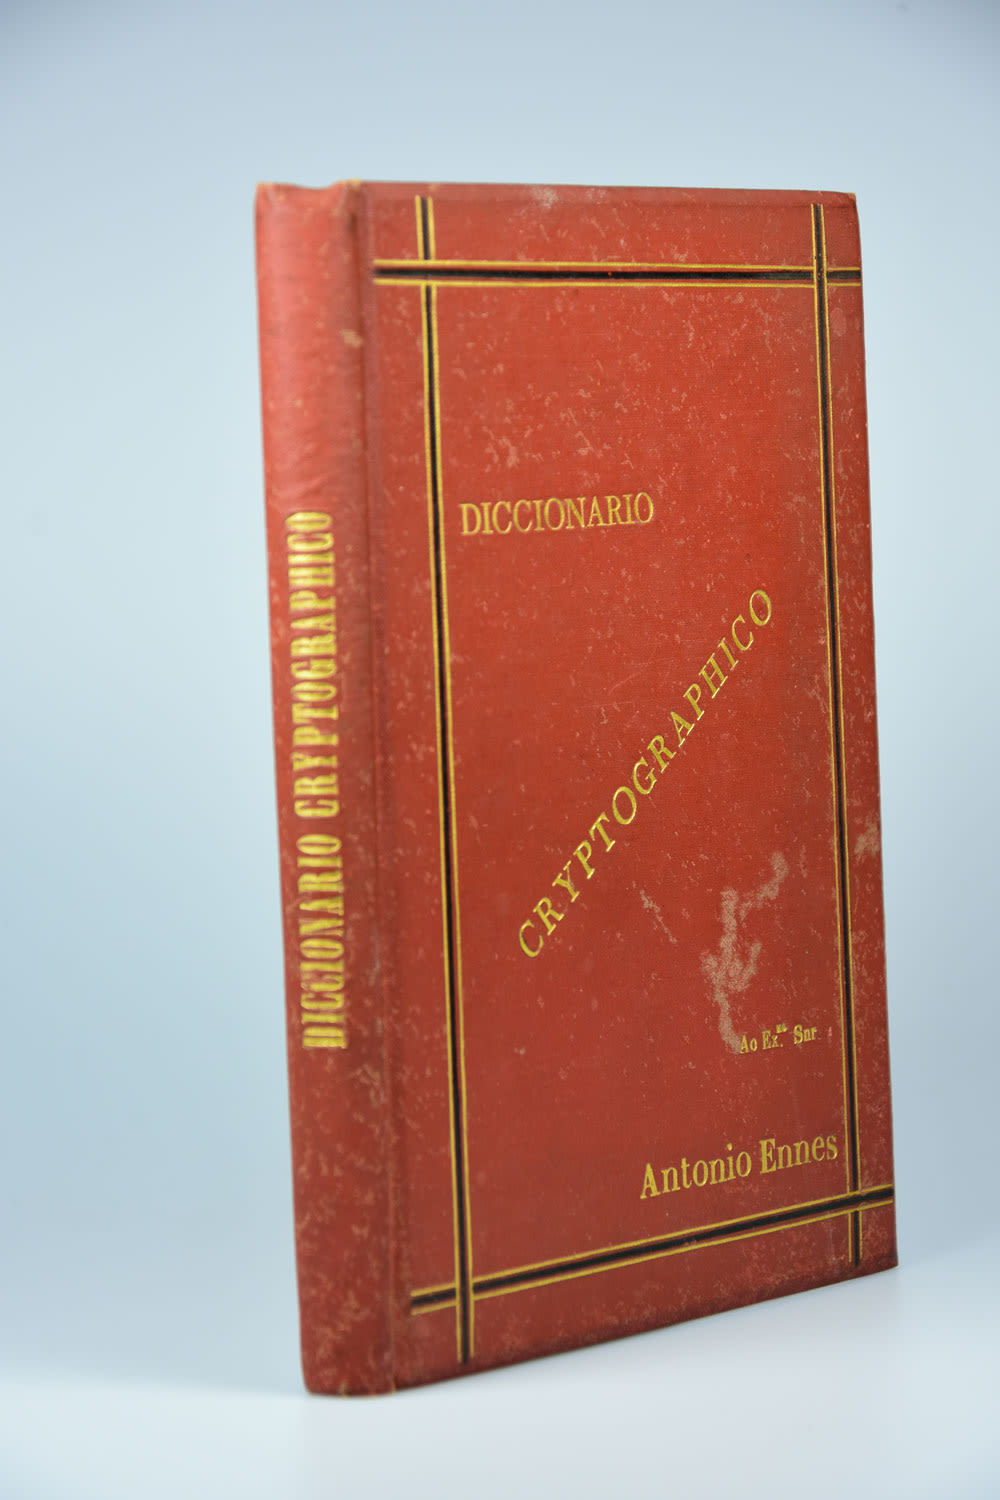 DICCIONARIO CRYPTOGRAPHICO
DICCIONARIO
CRYPTOGRAPHICO
Ao Ex.mo Snr.
Antonio Ennes